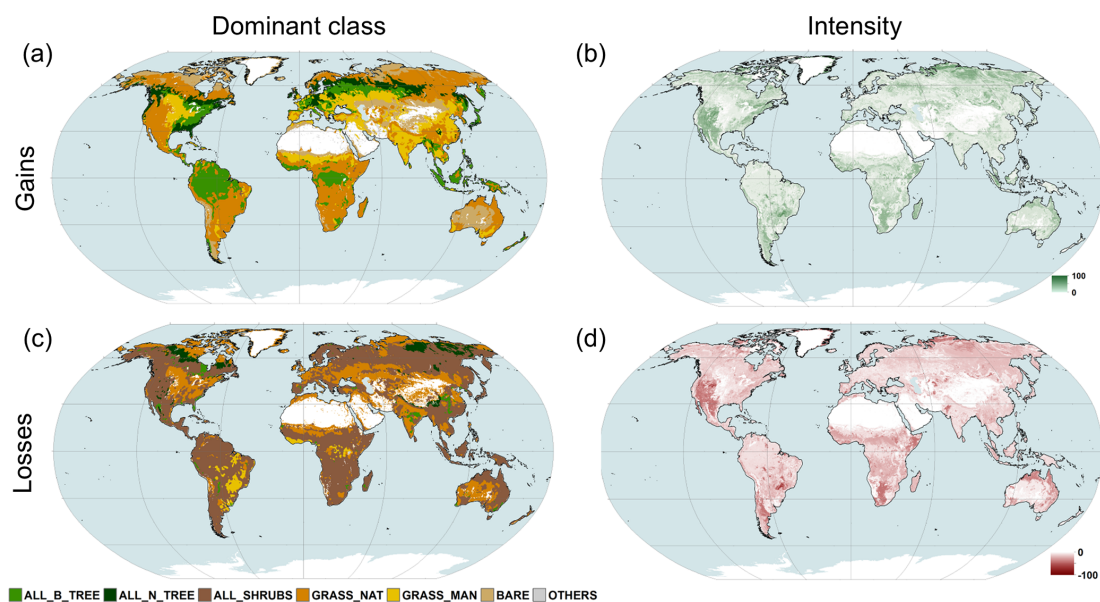 Dominant class
Intensity
(a)
(b)
Gains
100
0
(c)
(d)
Losses
0
-100
ALL_B_TREE ALL_N_TREE ALL_SHRUBS GRASS_NAT GRASS_MAN BARE OTHERS